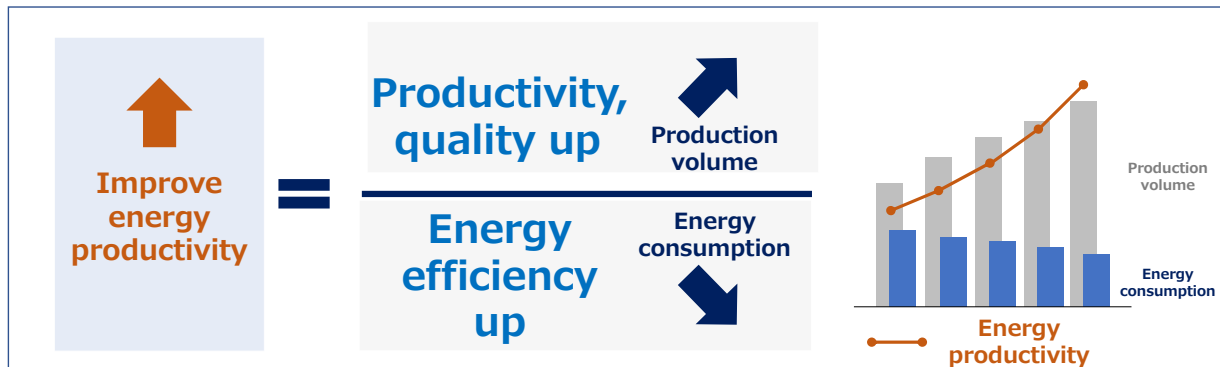 Improve
energy
productivity
=
Productivity,
quality up
Production
volume
Energy
efficiency
up
Energy
consumption
Production
volume
Energy
consumption
Energy
productivity